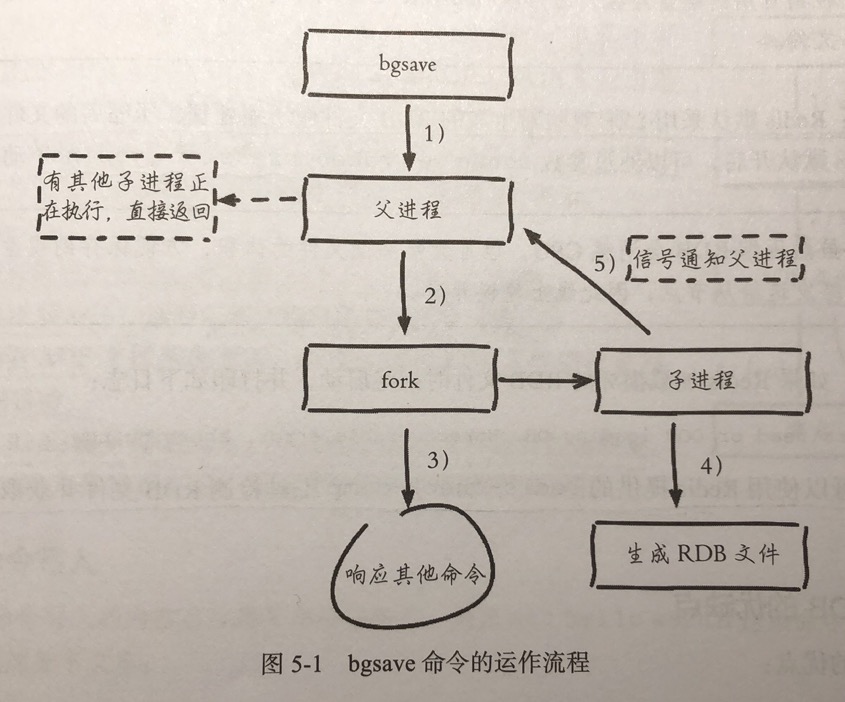 bgsave
1)
有其他子进程正
在执行，直接返回
父进程
5)
信号通知父进程
2)
fork
子进程
3)
4)
生成 RDB 文件
响应其他命令
图 5-1 bgsave 命令的运作流程